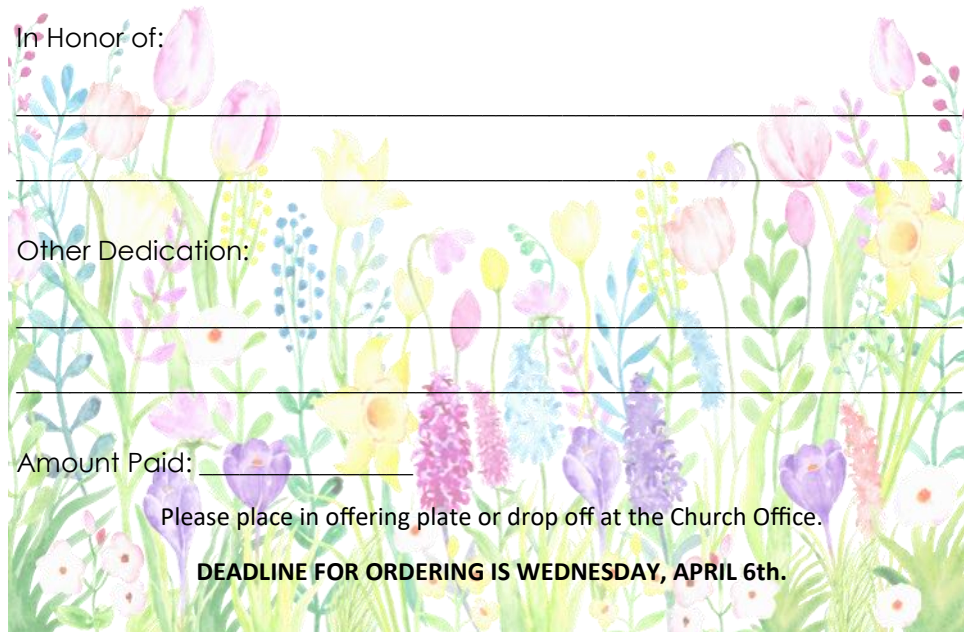 In Honor of:
Other Dedication:
Amount Paid: _______________
Please place in offering plate or drop off at the Church Office.
DEADLINE FOR ORDERING IS WEDNESDAY, APRIL 6th.